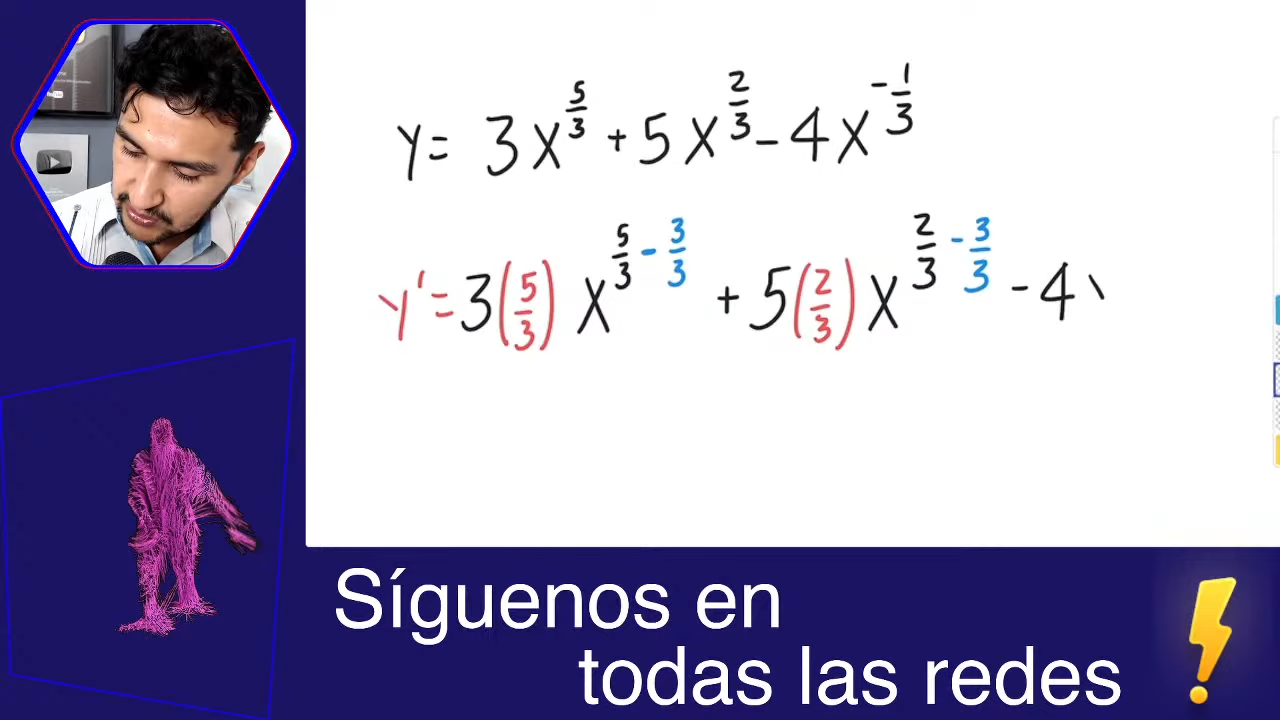 y= 3x^{5/3} + 5x^{2/3} - 4x^{-1/3}
y' = 3(5/3) x^{5/3 - 3/3} + 5(2/3) x^{2/3 - 3/3} - 4
Síguenos en
todas las redes